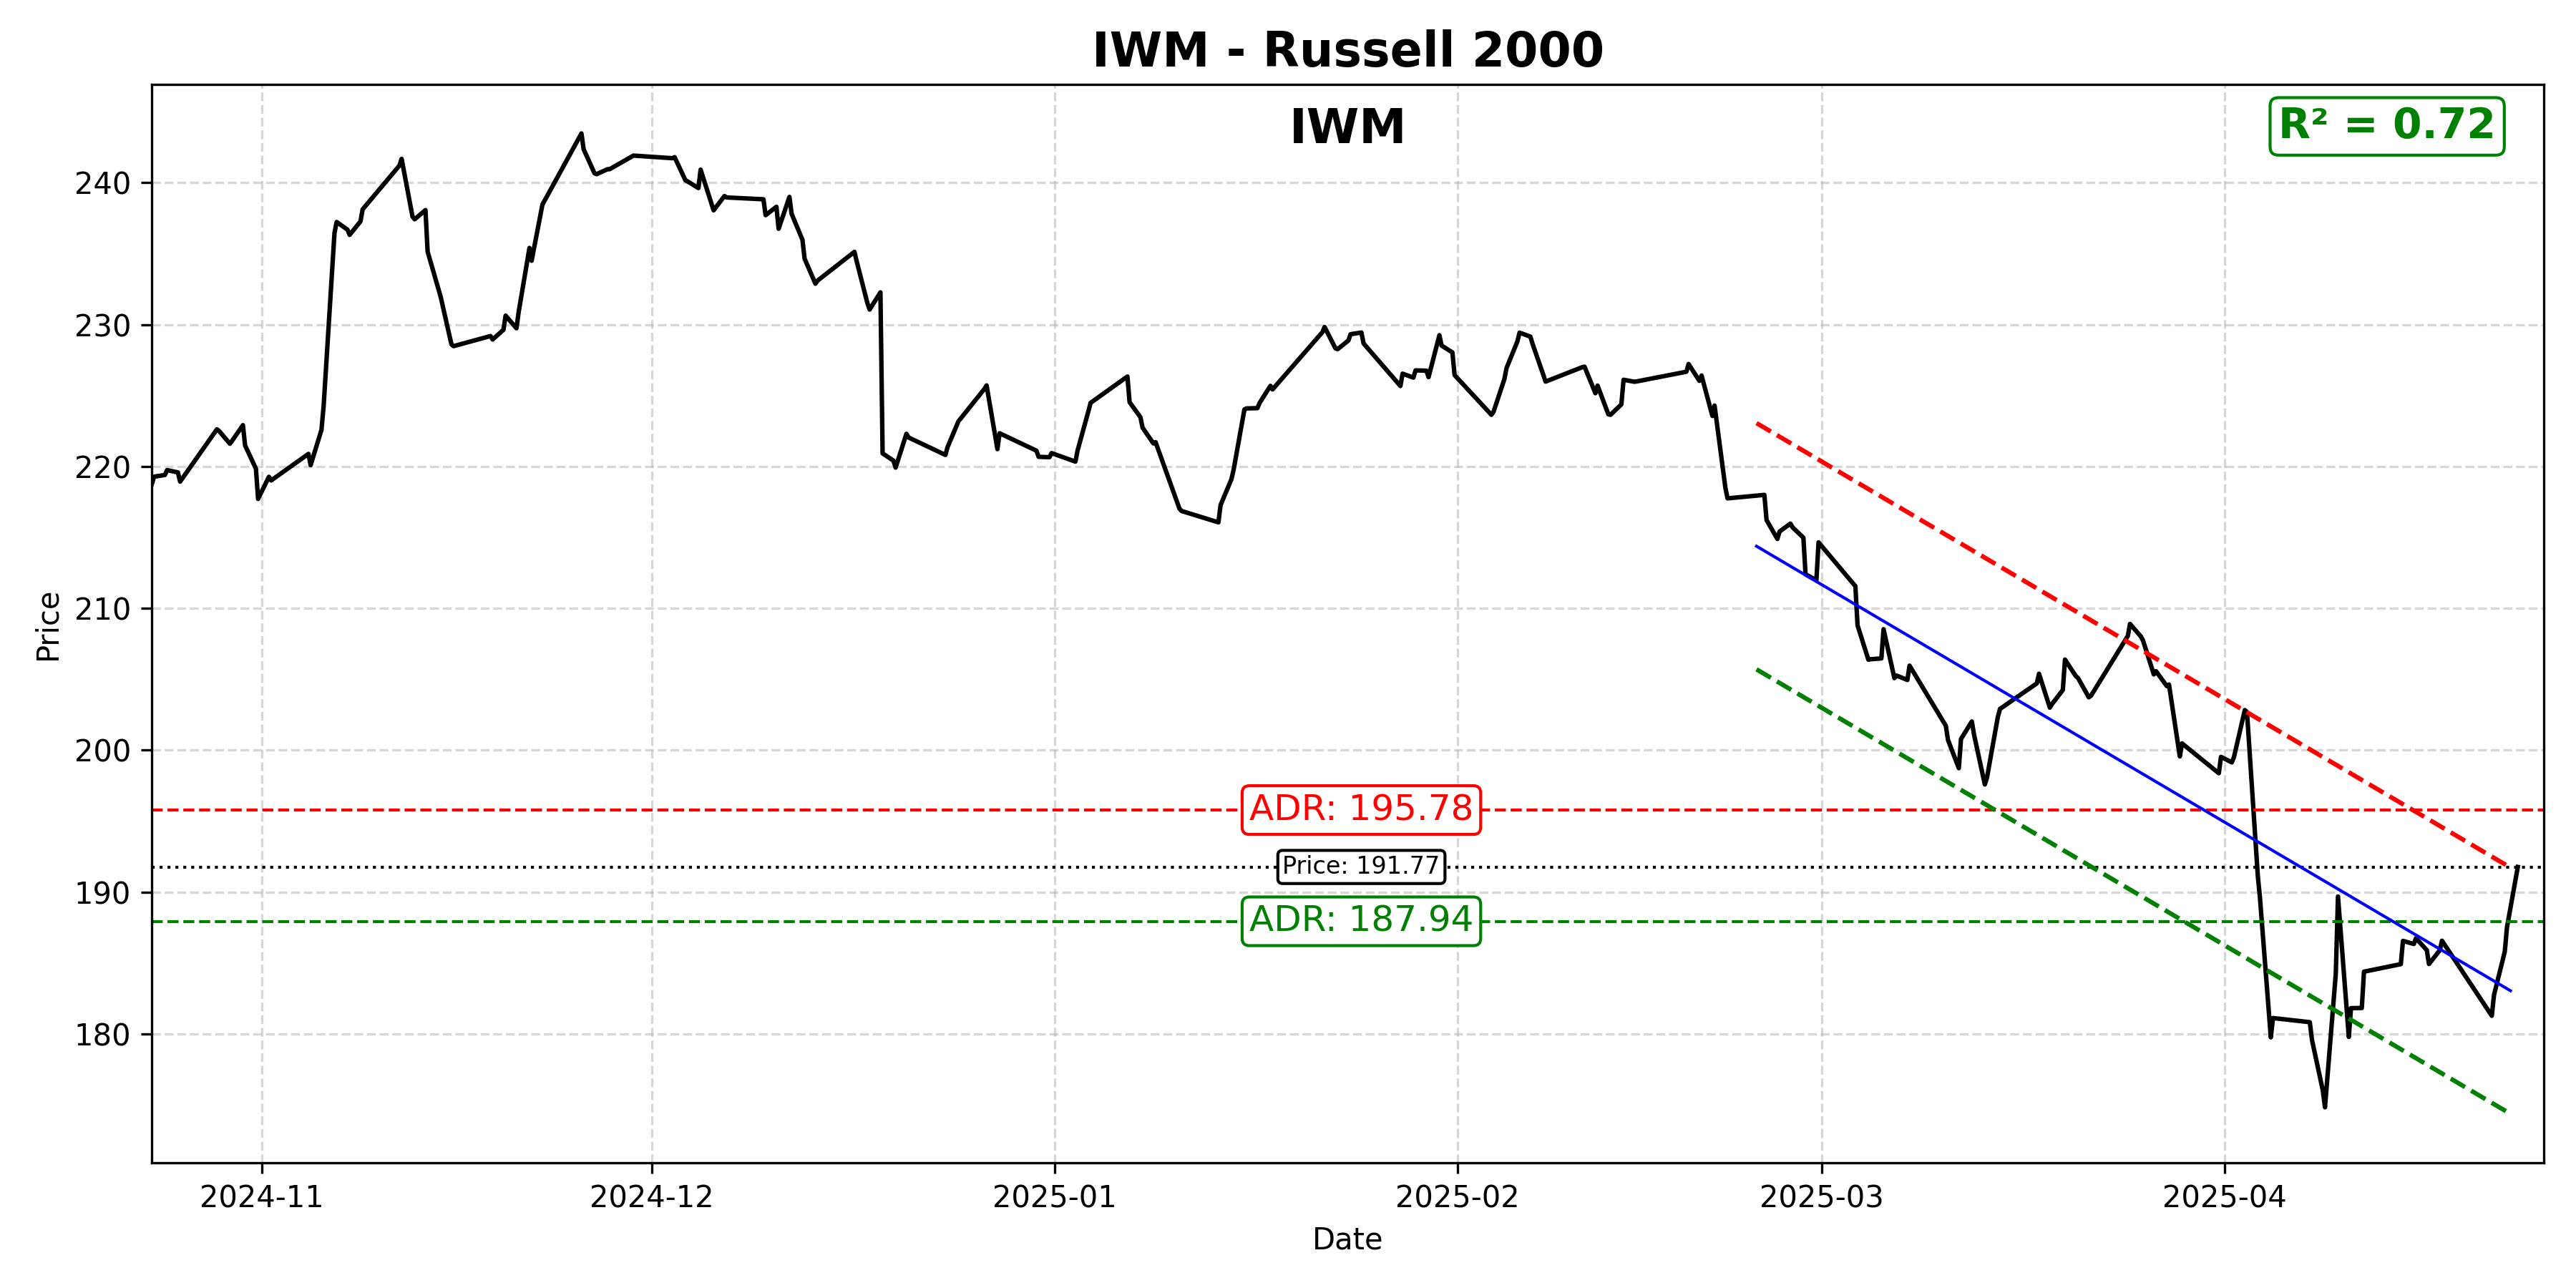 IWM - Russell 2000
IWM
R² = 0.72
240
230
220
210
200
190
180
Price
ADR: 195.78
Price: 191.77
ADR: 187.94
2024-11
2024-12
2025-01
2025-02
2025-03
2025-04
Date